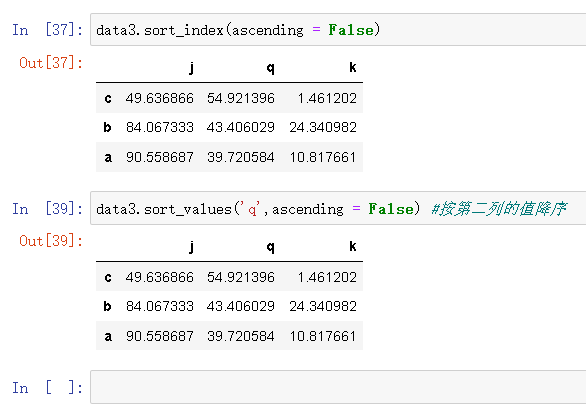 In [37]: data3.sort_index(ascending = False)
Out[37]:
j q k
c 49.636866 54.921396 1.461202
b 84.067333 43.406029 24.340982
a 90.558687 39.720584 10.817661
In [39]: data3.sort_values('q',ascending = False) #按第二列的值降序
Out[39]:
j q k
c 49.636866 54.921396 1.461202
b 84.067333 43.406029 24.340982
a 90.558687 39.720584 10.817661
In [ ]: